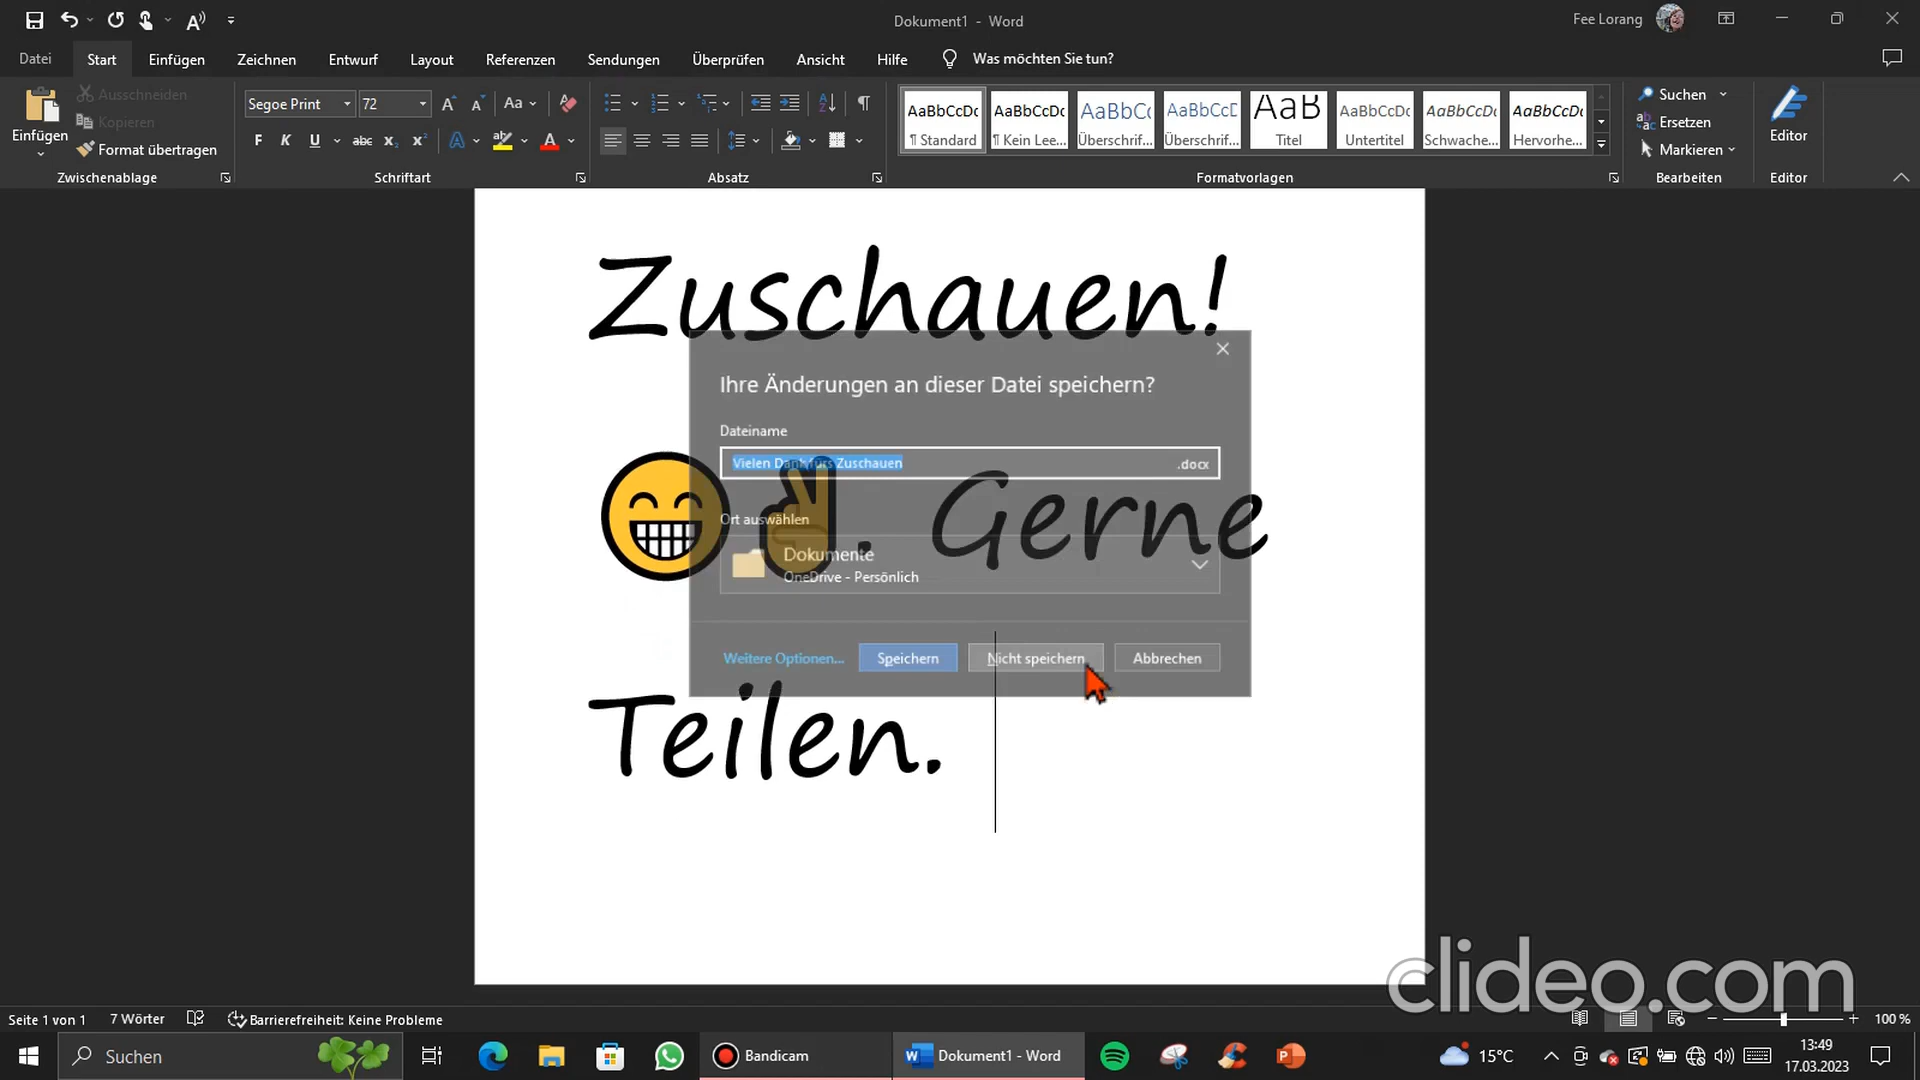 Dokument1 - Word
Fee Lorang
Datei Start Einfügen Zeichnen Entwurf Layout Referenzen Sendungen Überprüfen Ansicht Hilfe Was möchten Sie tun?
Einfügen
Ausschneiden
Kopieren
Format übertragen
Zwischenablage
Segoe Print 72
F K U abc x₂ x²
Schriftart
Absatz
AaBbCcDc AaBbCcDc AaBbCc AaBbCcD AaB AaBbCcDc AaBbCcDc AaBbCcDc
¶ Standard ¶ Kein Lee... Überschrif... Überschrif... Titel Untertitel Schwache... Hervorhe...
Formatvorlagen
Suchen
Ersetzen
Markieren
Bearbeiten
Editor
Editor
Zuschauen!
Gerne
Teilen.
Ihre Änderungen an dieser Datei speichern?
Dateiname
Vielen Dank fürs Zuschauen .docx
Ort auswählen
Dokumente
OneDrive - Persönlich
Weitere Optionen... Speichern Nicht speichern Abbrechen
clideo.com
Seite 1 von 1 7 Wörter Barrierefreiheit: Keine Probleme 100 %
Suchen Bandicam Dokument1 - Word 15°C 13:49
17.03.2023